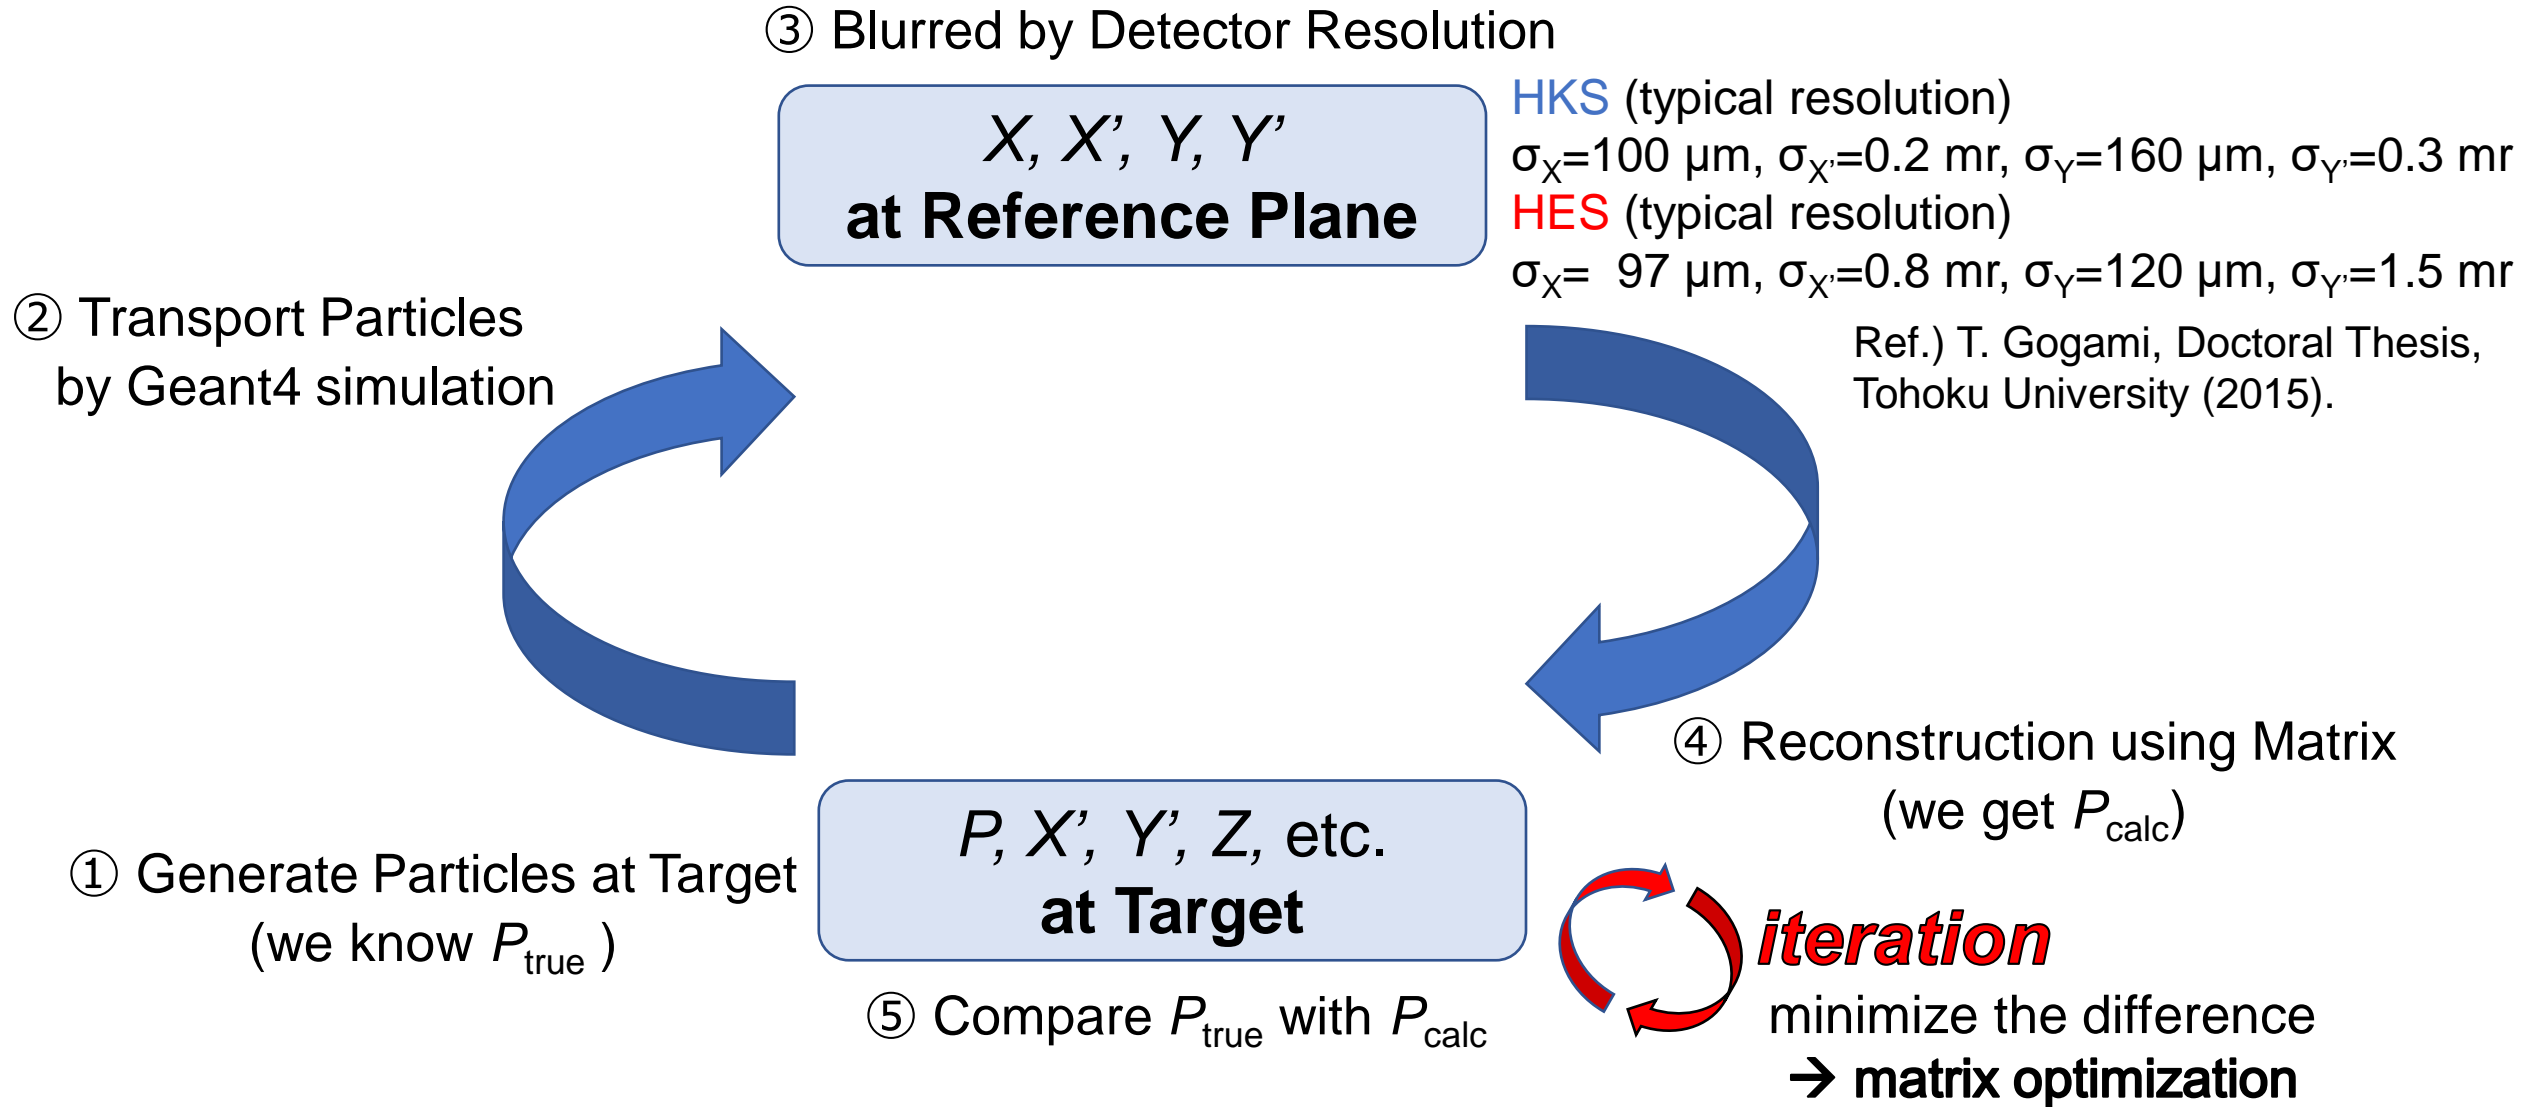 ③ Blurred by Detector Resolution
X, X’, Y, Y’
at Reference Plane
HKS (typical resolution)
σX=100 μm, σX’=0.2 mr, σY=160 μm, σY’=0.3 mr
HES (typical resolution)
σX= 97 μm, σX’=0.8 mr, σY=120 μm, σY’=1.5 mr
Ref.) T. Gogami, Doctoral Thesis,
Tohoku University (2015).
② Transport Particles
by Geant4 simulation
④ Reconstruction using Matrix
(we get Pcalc)
① Generate Particles at Target
(we know Ptrue )
P, X’, Y’, Z, etc.
at Target
⑤ Compare Ptrue with Pcalc
iteration
minimize the difference
→ matrix optimization